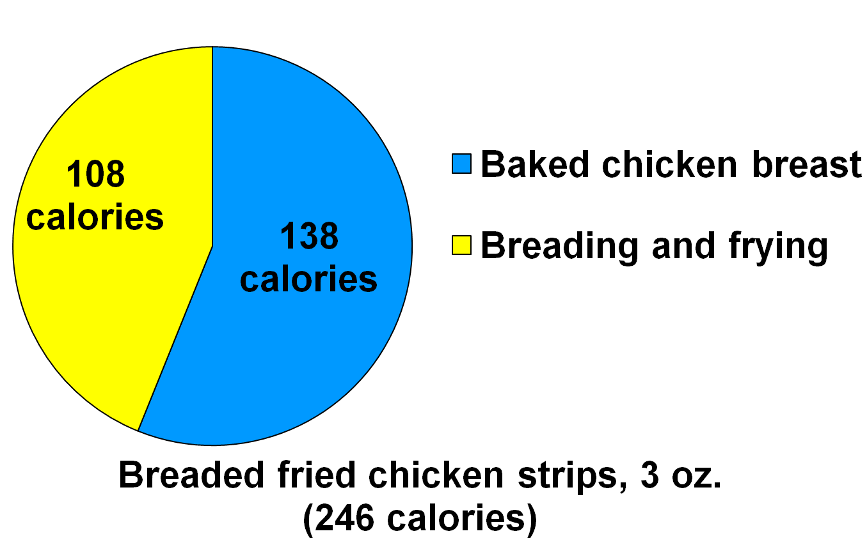 108
calories
138
calories
Baked chicken breast
Breading and frying
Breaded fried chicken strips, 3 oz.
(246 calories)